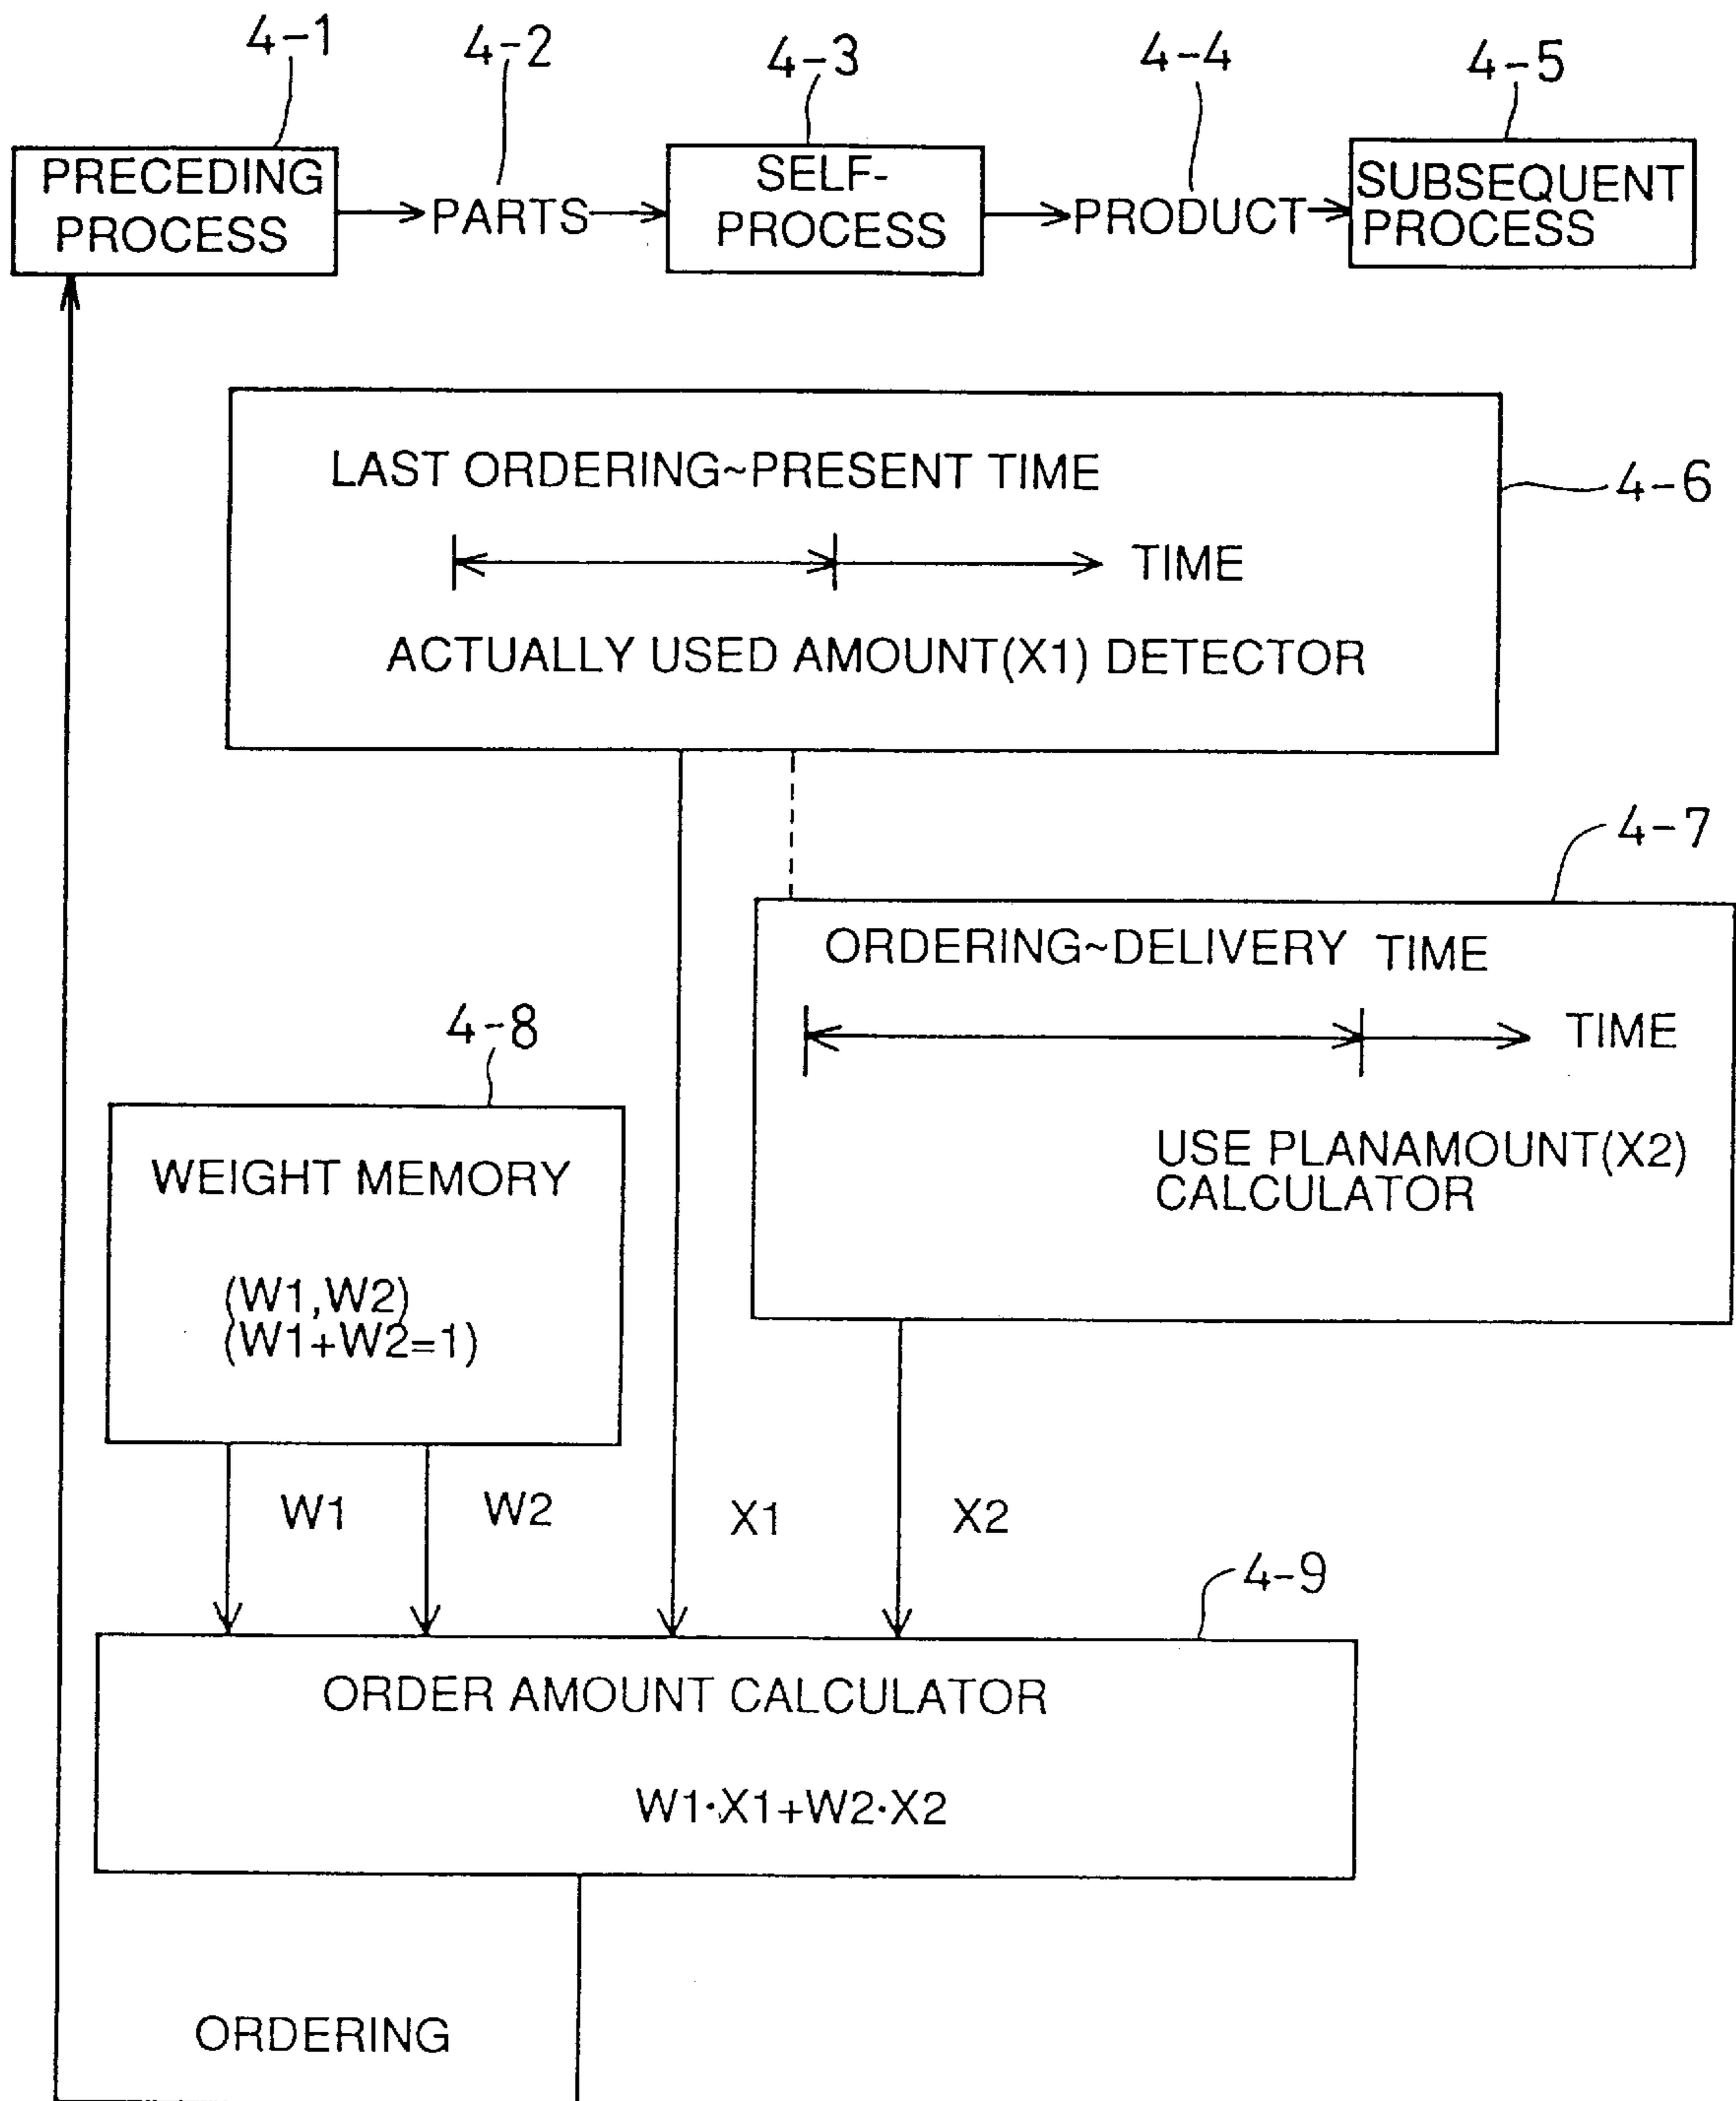 4-1
4-2
4-3
4-4
4-5
PRECEDING
PROCESS
PARTS
SELF-
PROCESS
PRODUCT
SUBSEQUENT
PROCESS
LAST ORDERING~PRESENT TIME
4-6
TIME
ACTUALLY USED AMOUNT(X1) DETECTOR
4-7
ORDERING~DELIVERY TIME
TIME
USE PLANAMOUNT(X2)
CALCULATOR
4-8
WEIGHT MEMORY
(W1,W2)
(W1+W2=1)
W1
W2
X1
X2
4-9
ORDER AMOUNT CALCULATOR
W1·X1+W2·X2
ORDERING